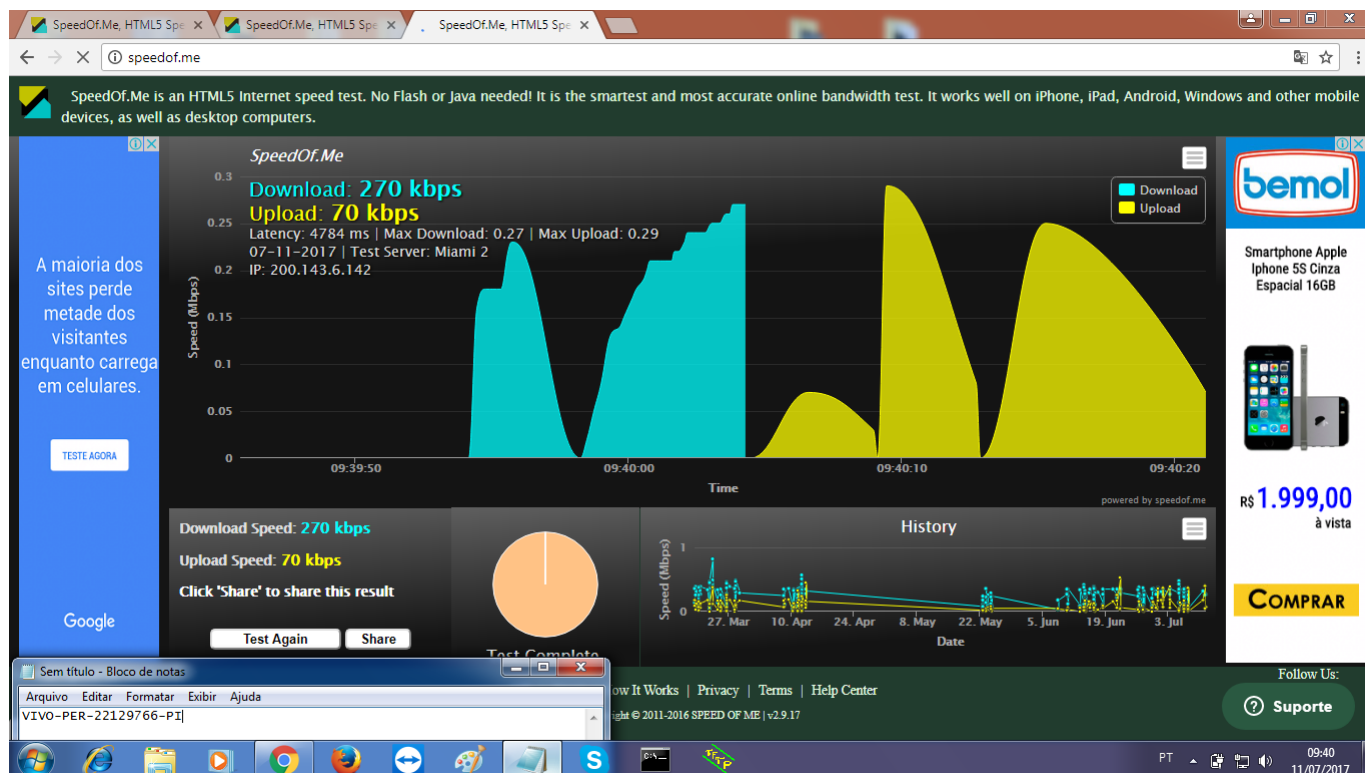 SpeedOf.Me, HTML5 Spe
SpeedOf.Me, HTML5 Spe
SpeedOf.Me, HTML5 Spe
speedof.me
SpeedOf.Me is an HTML5 Internet speed test. No Flash or Java needed! It is the smartest and most accurate online bandwidth test. It works well on iPhone, iPad, Android, Windows and other mobile
devices, as well as desktop computers.
A maioria dos
sites perde
metade dos
visitantes
enquanto carrega
em celulares.
TESTE AGORA
Google
SpeedOf.Me
Download: 270 kbps
Upload: 70 kbps
Latency: 4784 ms | Max Download: 0.27 | Max Upload: 0.29
07-11-2017 | Test Server: Miami 2
IP: 200.143.6.142
Download
Upload
Speed (Mbps)
0.3
0.25
0.2
0.15
0.1
0.05
0
09:39:50
09:40:00
09:40:10
09:40:20
Time
powered by speedof.me
bemol
Smartphone Apple
Iphone 5S Cinza
Espacial 16GB
R$ 1.999,00
à vista
COMPRAR
Download Speed: 270 kbps
Upload Speed: 70 kbps
Click 'Share' to share this result
Test Again
Share
Test Complete
History
Speed (Mbps)
1
0
27. Mar
10. Apr
24. Apr
8. May
22. May
5. Jun
19. Jun
3. Jul
Date
ow It Works | Privacy | Terms | Help Center
ight © 2011-2016 SPEED OF ME | v2.9.17
Follow Us:
Suporte
Sem título - Bloco de notas
Arquivo Editar Formatar Exibir Ajuda
VIVO-PER-22129766-PI
C:\_
TFTP
PT
09:40
11/07/2017